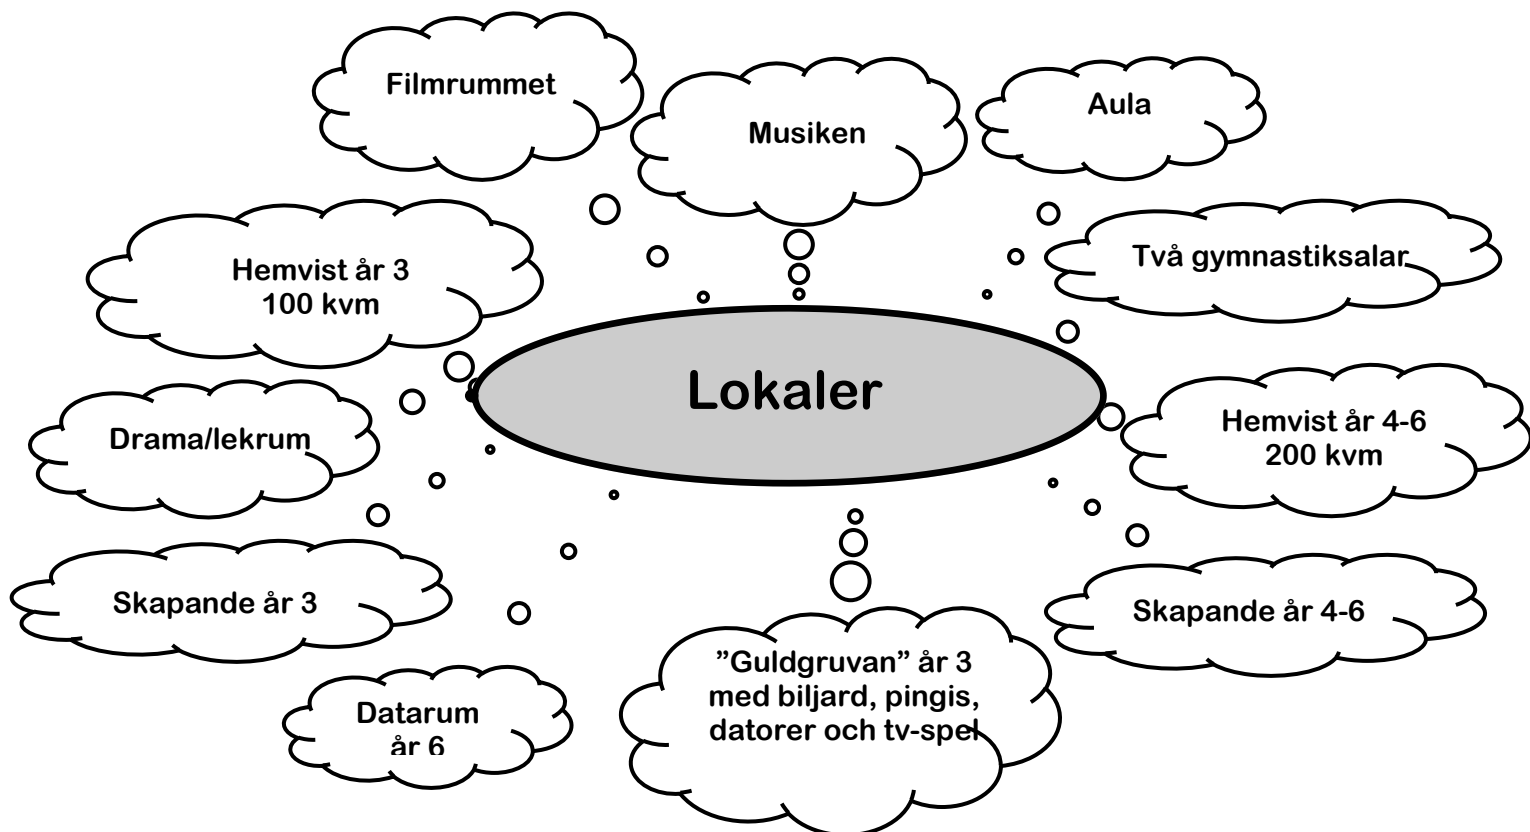 Filmrummet
Musiken
Aula
Hemvist år 3
100 kvm
Två gymnastiksalar
Lokaler
Drama/lekrum
Hemvist år 4-6
200 kvm
Skapande år 3
Skapande år 4-6
Datarum
år 6
”Guldgruvan” år 3
med biljard, pingis,
datorer och tv-spel